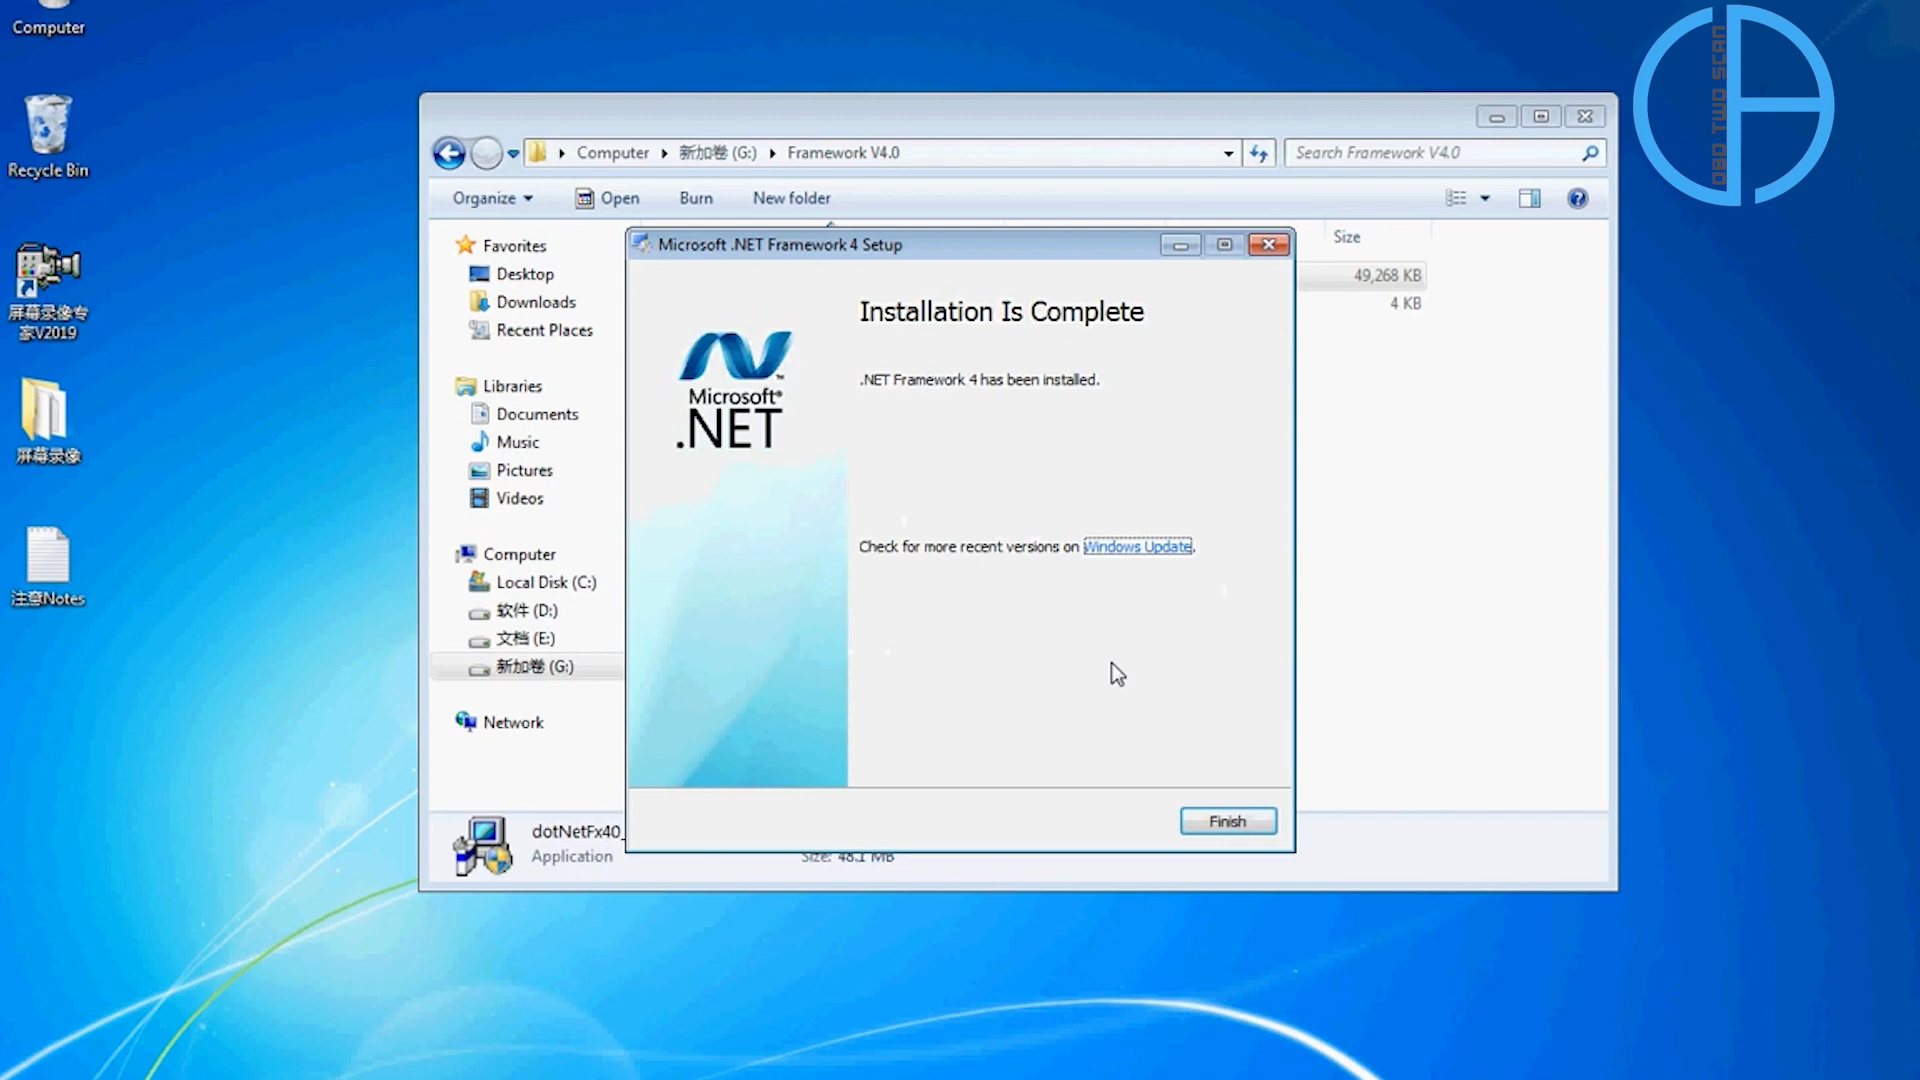 Computer
Recycle Bin
屏幕录像专
家V2019
屏幕录像
注意Notes
OBD TWO SCAN
Computer 新加卷 (G:) Framework V4.0
Search Framework V4.0
Organize Open Burn New folder
Favorites
Desktop
Downloads
Recent Places
Libraries
Documents
Music
Pictures
Videos
Computer
Local Disk (C:)
软件 (D:)
文档 (E:)
新加卷 (G:)
Network
Size
49,268 KB
4 KB
Microsoft .NET Framework 4 Setup
Microsoft®
.NET
Installation Is Complete
.NET Framework 4 has been installed.
Check for more recent versions on Windows Update.
Finish
dotNetFx40_
Application
Size: 48.1 MB